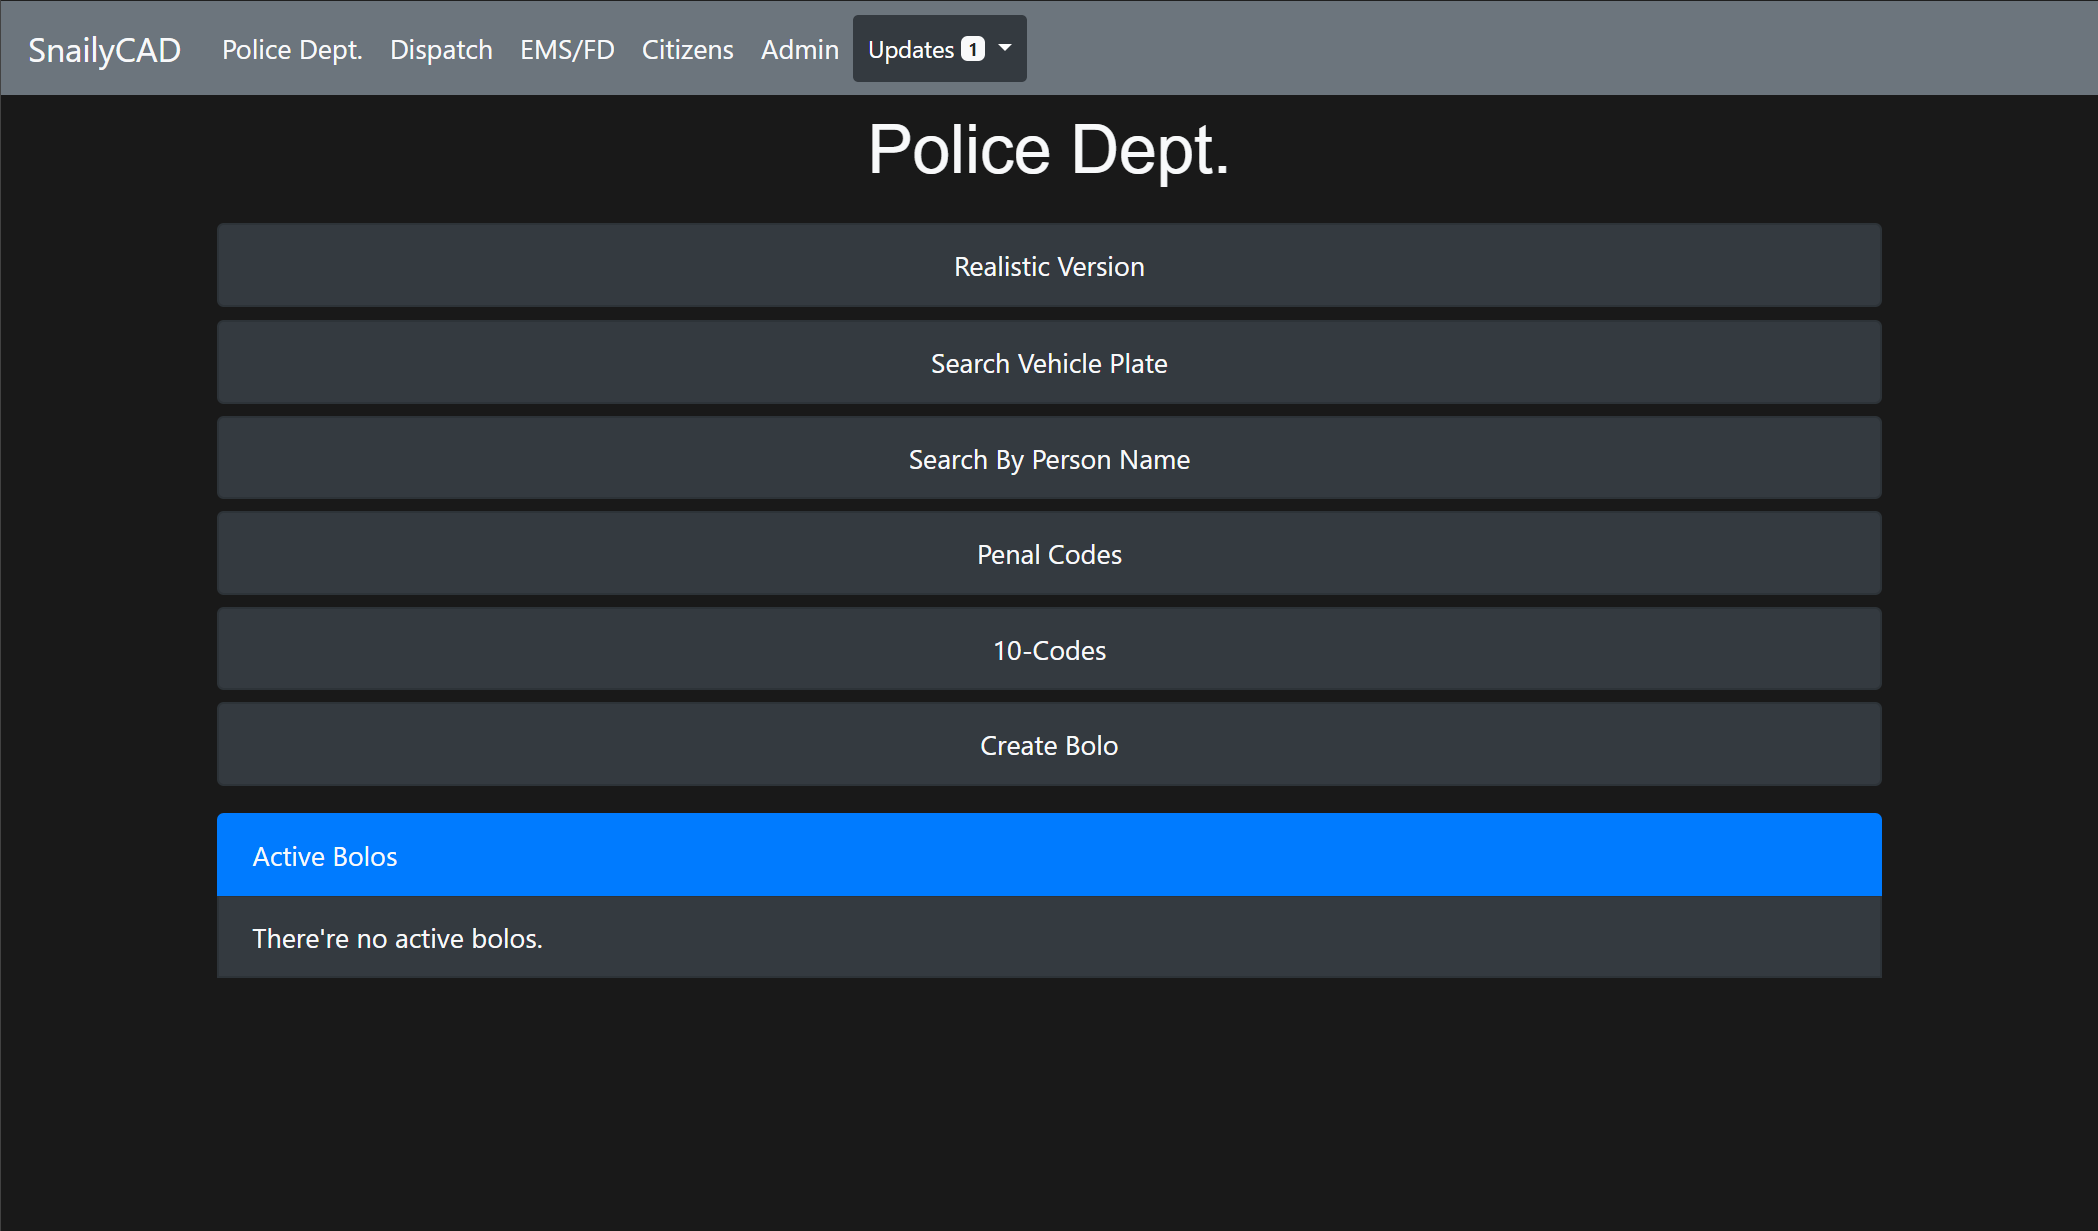 SnailyCAD Police Dept. Dispatch EMS/FD Citizens Admin Updates 1
Police Dept.
Realistic Version
Search Vehicle Plate
Search By Person Name
Penal Codes
10-Codes
Create Bolo
Active Bolos
There're no active bolos.